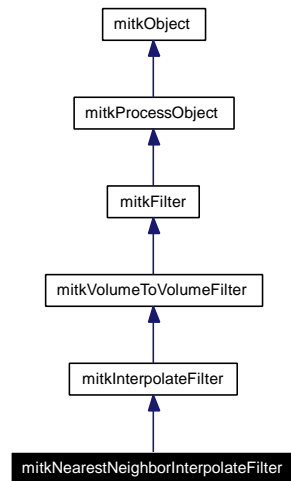 mitkObject
mitkProcessObject
mitkFilter
mitkVolumeToVolumeFilter
mitkInterpolateFilter
mitkNearestNeighborInterpolateFilter